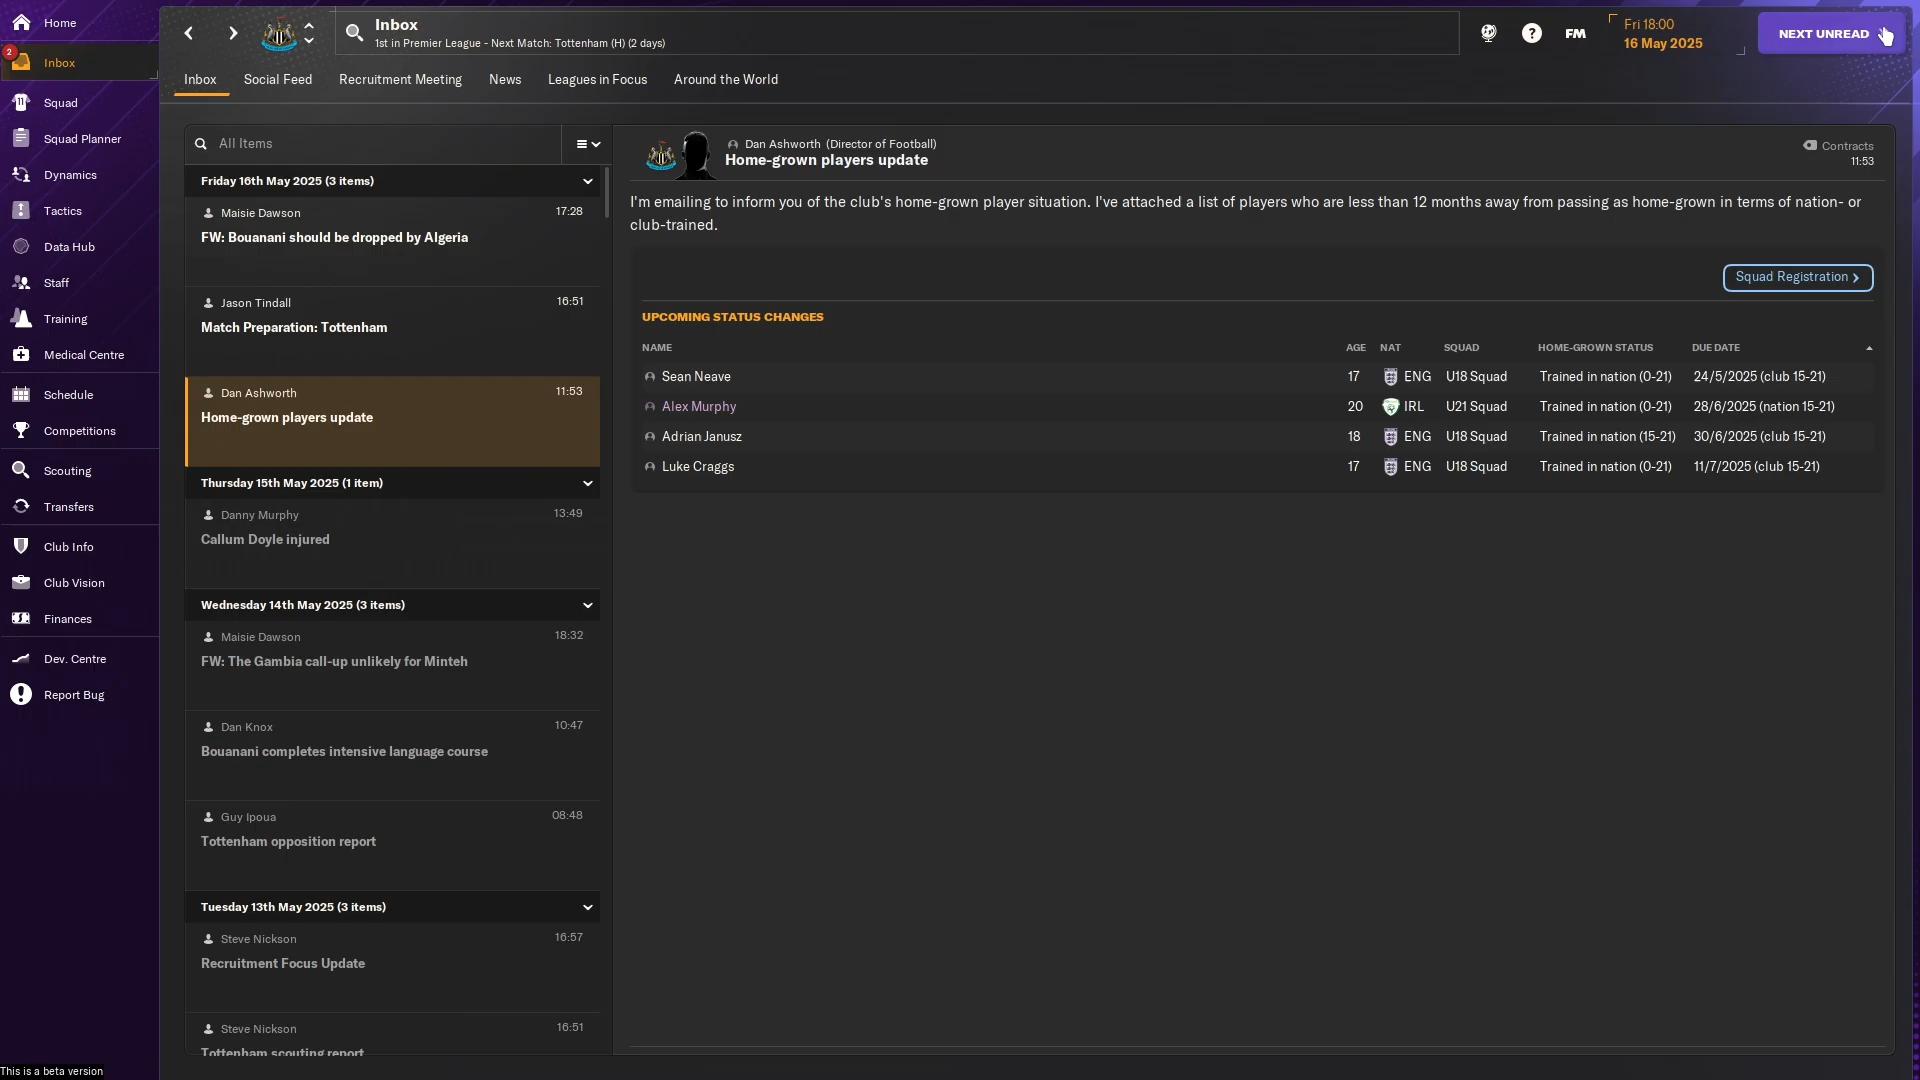 Home
2
Inbox
Squad
Squad Planner
Dynamics
Tactics
Data Hub
Staff
Training
Medical Centre
Schedule
Competitions
Scouting
Transfers
Club Info
Club Vision
Finances
Dev. Centre
Report Bug
This is a beta version
Inbox
1st in Premier League - Next Match: Tottenham (H) (2 days)
FM
Fri 18:00
16 May 2025
NEXT UNREAD
Inbox Social Feed Recruitment Meeting News Leagues in Focus Around the World
All Items
Friday 16th May 2025 (3 items)
Maisie Dawson 17:28
FW: Bouanani should be dropped by Algeria
Jason Tindall 16:51
Match Preparation: Tottenham
Dan Ashworth 11:53
Home-grown players update
Thursday 15th May 2025 (1 item)
Danny Murphy 13:49
Callum Doyle injured
Wednesday 14th May 2025 (3 items)
Maisie Dawson 18:32
FW: The Gambia call-up unlikely for Minteh
Dan Knox 10:47
Bouanani completes intensive language course
Guy Ipoua 08:48
Tottenham opposition report
Tuesday 13th May 2025 (3 items)
Steve Nickson 16:57
Recruitment Focus Update
Steve Nickson 16:51
Tottenham scouting report
Dan Ashworth (Director of Football)
Home-grown players update
Contracts
11:53
I'm emailing to inform you of the club's home-grown player situation. I've attached a list of players who are less than 12 months away from passing as home-grown in terms of nation- or
club-trained.
Squad Registration
UPCOMING STATUS CHANGES
NAME AGE NAT SQUAD HOME-GROWN STATUS DUE DATE
Sean Neave 17 ENG U18 Squad Trained in nation (0-21) 24/5/2025 (club 15-21)
Alex Murphy 20 IRL U21 Squad Trained in nation (0-21) 28/6/2025 (nation 15-21)
Adrian Janusz 18 ENG U18 Squad Trained in nation (15-21) 30/6/2025 (club 15-21)
Luke Craggs 17 ENG U18 Squad Trained in nation (0-21) 11/7/2025 (club 15-21)